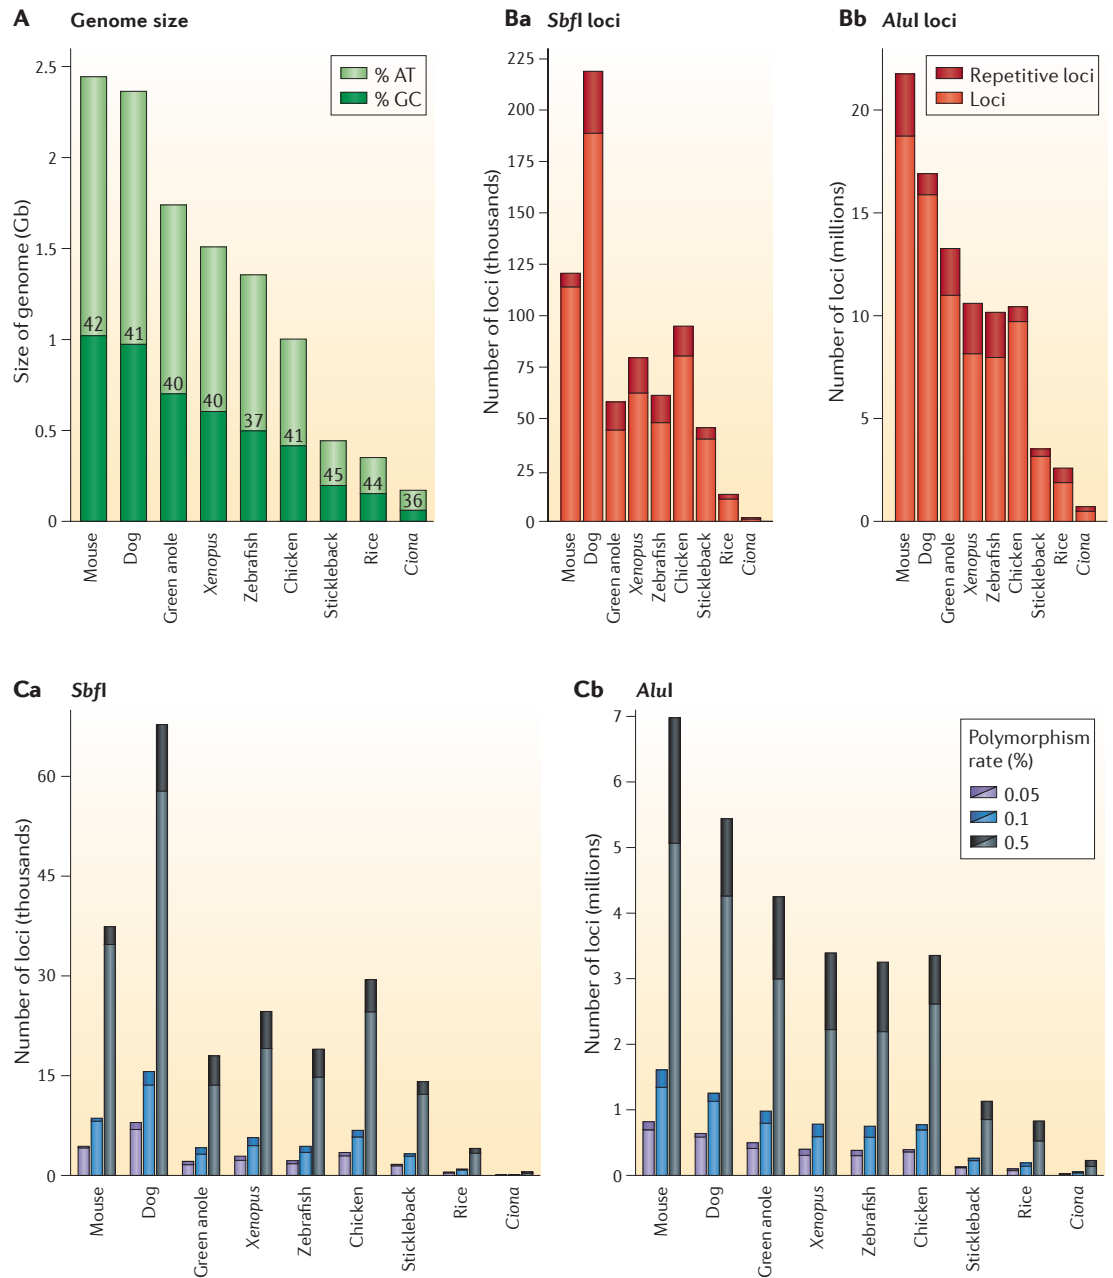 A Genome size
Size of genome (Gb)
2.5
2
1.5
1
0.5
0
% AT
% GC
42
41
40
40
37
41
45
44
36
Mouse
Dog
Green anole
Xenopus
Zebrafish
Chicken
Stickleback
Rice
Ciona
Ba SbfI loci
Number of loci (thousands)
225
200
175
150
125
100
75
50
25
0
Mouse
Dog
Green anole
Xenopus
Zebrafish
Chicken
Stickleback
Rice
Ciona
Bb AluI loci
Number of loci (millions)
20
15
10
5
0
Repetitive loci
Loci
Mouse
Dog
Green anole
Xenopus
Zebrafish
Chicken
Stickleback
Rice
Ciona
Ca SbfI
Number of loci (thousands)
60
45
30
15
0
Mouse
Dog
Green anole
Xenopus
Zebrafish
Chicken
Stickleback
Rice
Ciona
Cb AluI
Number of loci (millions)
7
6
5
4
3
2
1
0
Polymorphism
rate (%)
0.05
0.1
0.5
Mouse
Dog
Green anole
Xenopus
Zebrafish
Chicken
Stickleback
Rice
Ciona